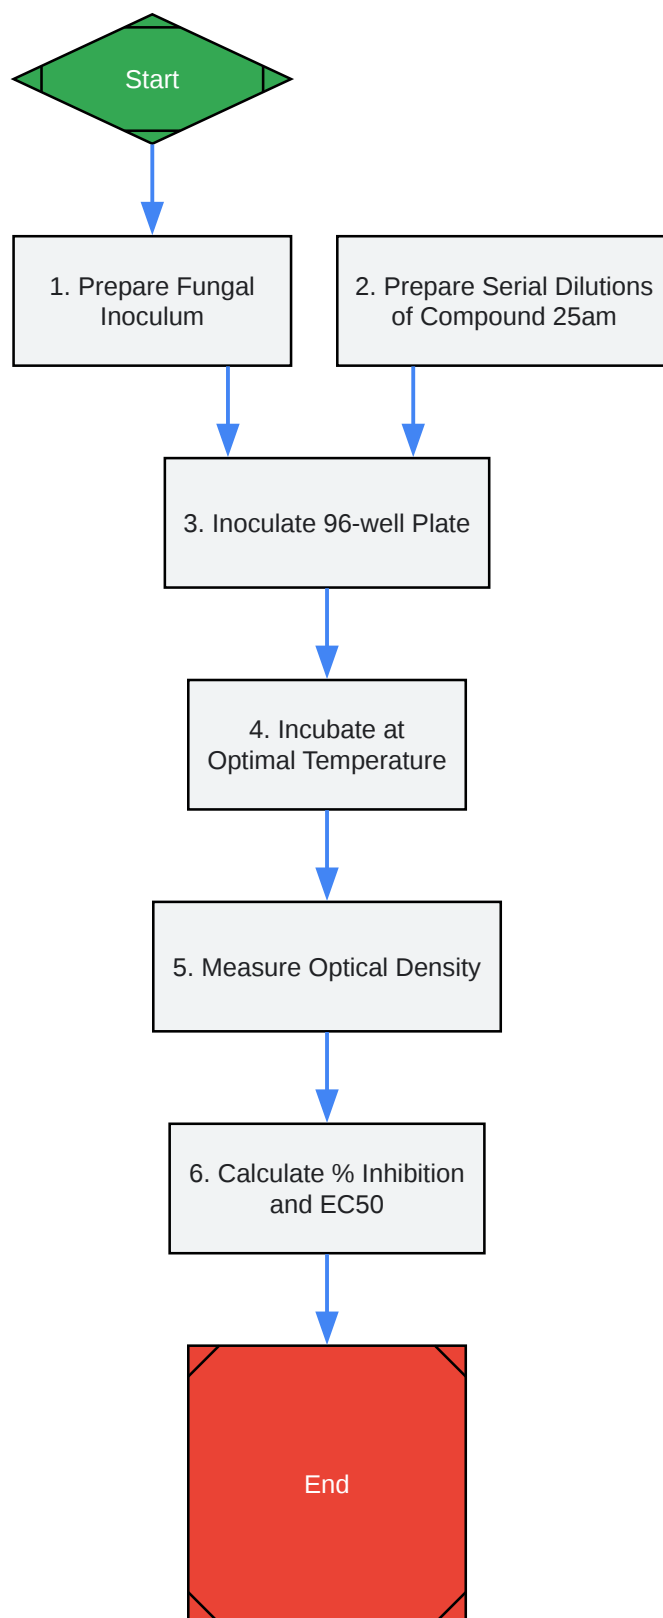 Start
1. Prepare Fungal
Inoculum
2. Prepare Serial Dilutions
of Compound 25am
3. Inoculate 96-well Plate
4. Incubate at
Optimal Temperature
5. Measure Optical Density
6. Calculate % Inhibition
and EC50
End